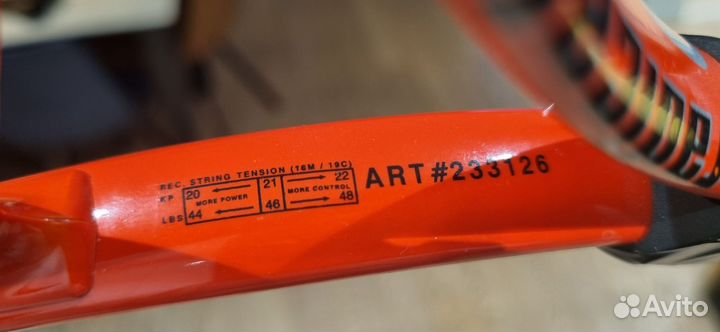 REC. STRING TENSION (16M / 19C)
KP 20 21 22
MORE POWER MORE CONTROL
LBS 44 46 48
ART#233126
Avito